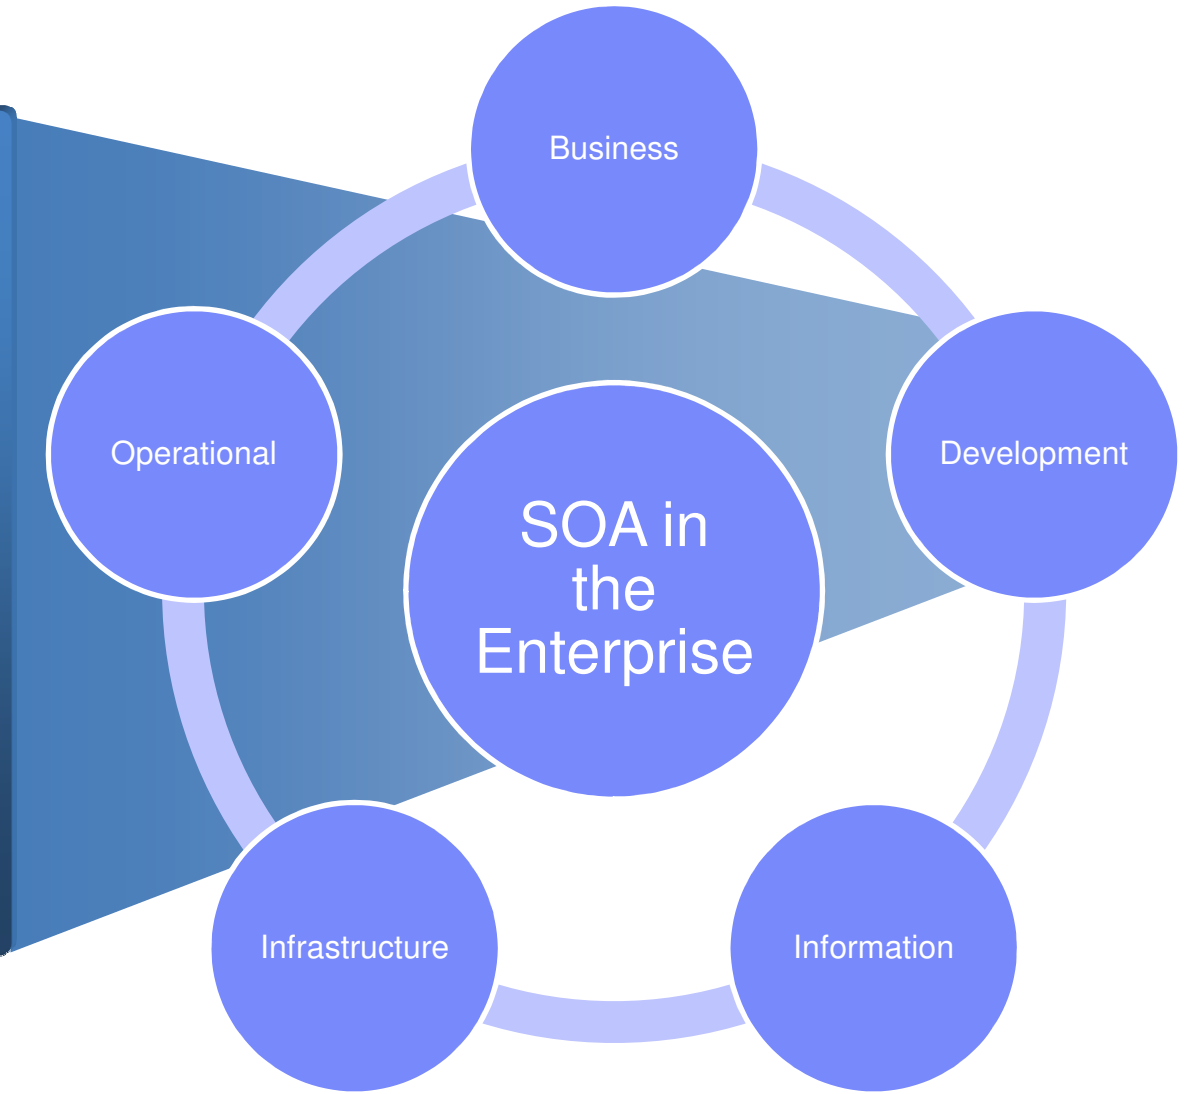 Business
Operational
Development
SOA in
the
Enterprise
Infrastructure
Information